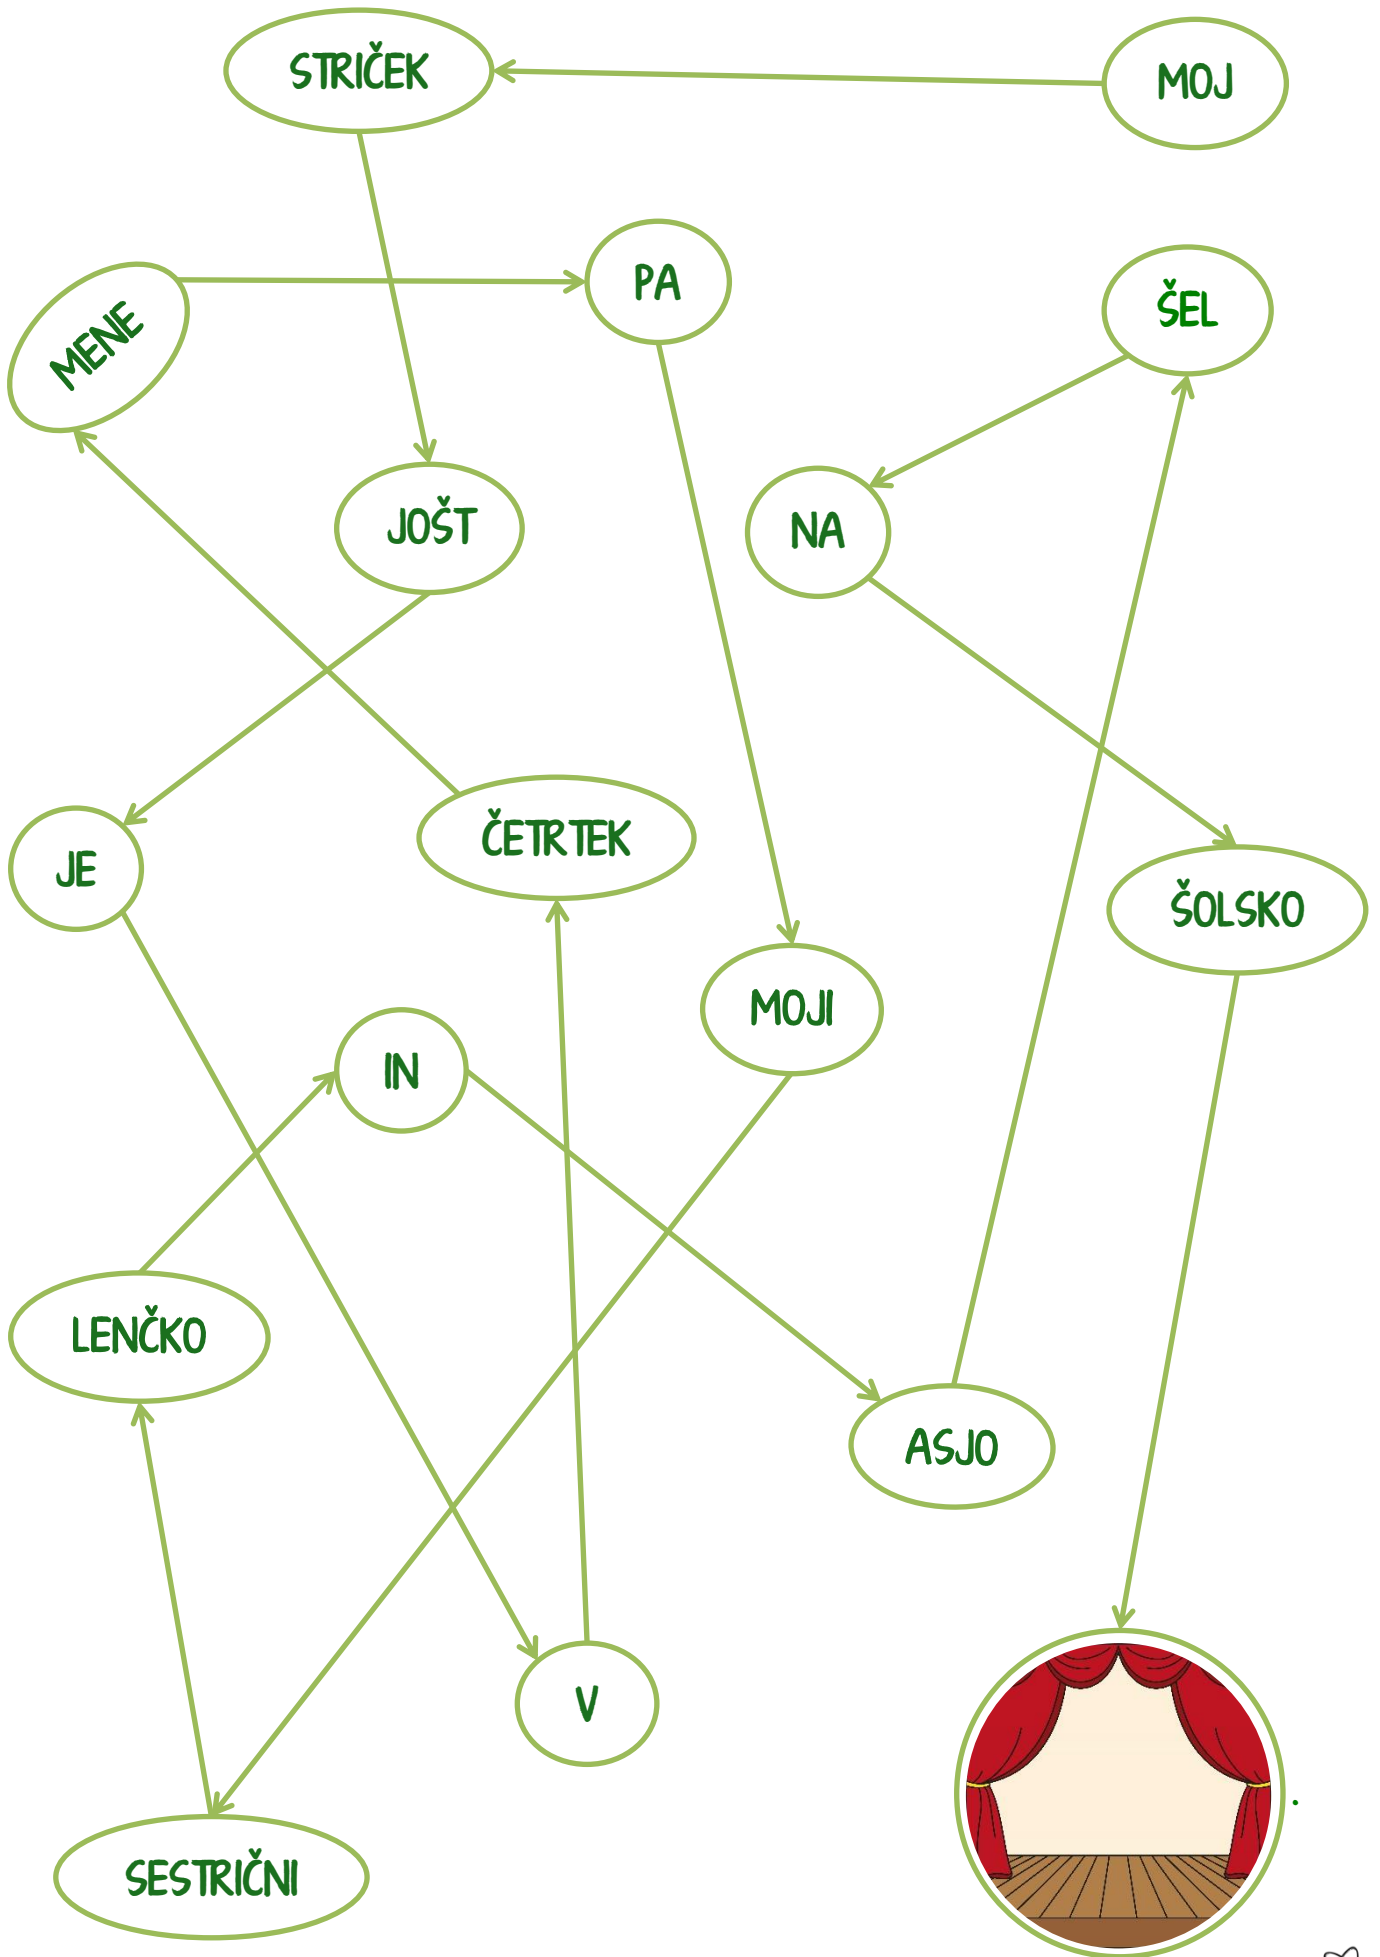 STRIČEK
MOJ
PA
ŠEL
MENE
JOŠT
NA
ČETRTEK
JE
ŠOLSKO
MOJI
IN
LENČKO
ASJO
V
.
SESTRIČNI